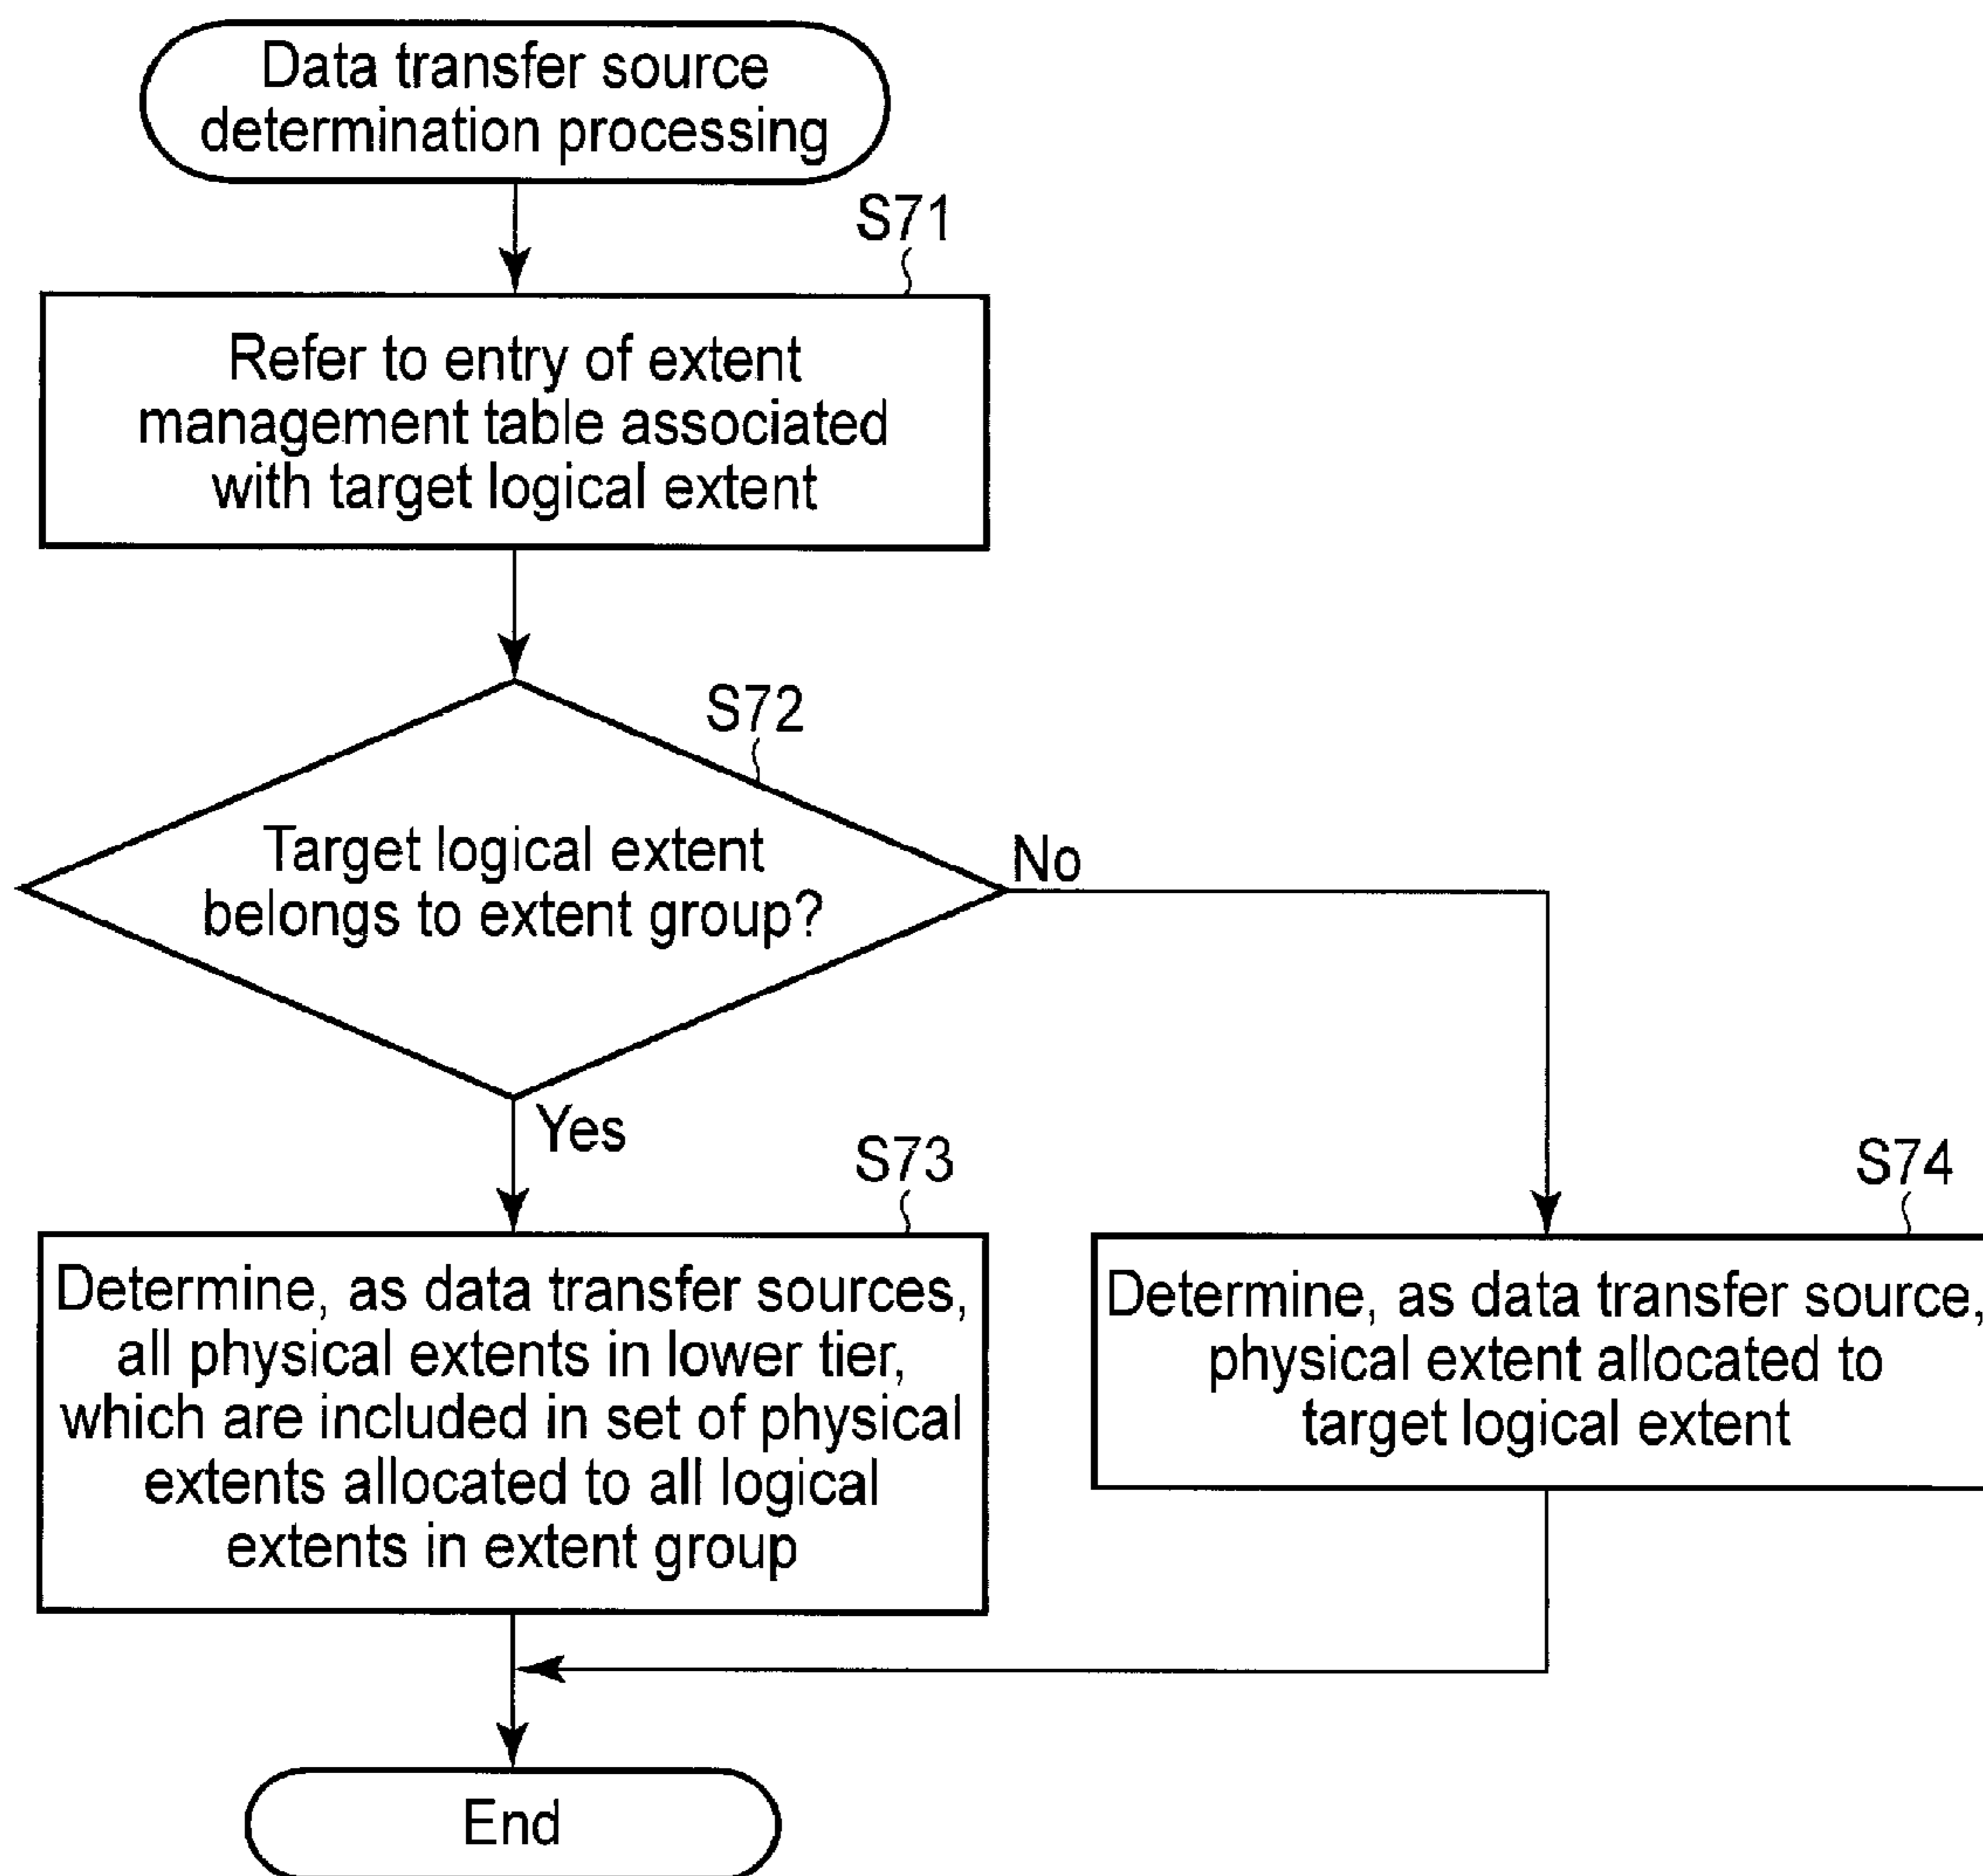 Data transfer source
determination processing
S71
Refer to entry of extent
management table associated
with target logical extent
S72
Target logical extent
belongs to extent group?
No
Yes
S73
Determine, as data transfer sources,
all physical extents in lower tier,
which are included in set of physical
extents allocated to all logical
extents in extent group
S74
Determine, as data transfer source,
physical extent allocated to
target logical extent
End